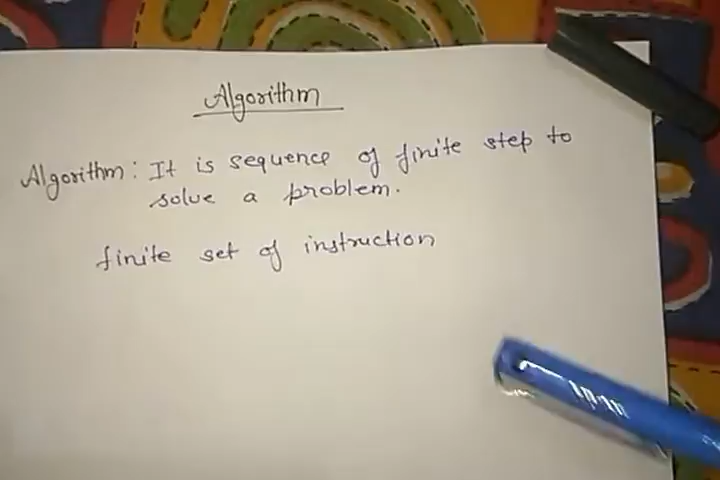 Algorithm
Algorithm: It is sequence of finite step to
solve a problem.
finite set of instruction